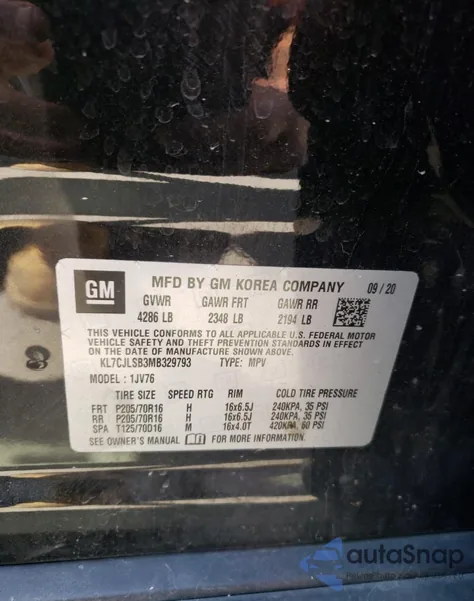 GM
MFD BY GM KOREA COMPANY 09/20
GVWR GAWR FRT GAWR RR
4286 LB 2348 LB 2194 LB
THIS VEHICLE CONFORMS TO ALL APPLICABLE U.S. FEDERAL MOTOR
VEHICLE SAFETY AND THEFT PREVENTION STANDARDS IN EFFECT
ON THE DATE OF MANUFACTURE SHOWN ABOVE.
KL7CJLSB3MB329793 TYPE: MPV
MODEL : 1JV76
TIRE SIZE SPEED RTG RIM COLD TIRE PRESSURE
FRT P205/70R16 H 16x6.5J 240KPA, 35 PSI
RR P205/70R16 H 16x6.5J 240KPA, 35 PSI
SPA T125/70D16 M 16x4.0T 420KPA, 60 PSI
SEE OWNER'S MANUAL FOR MORE INFORMATION.
autoSnap